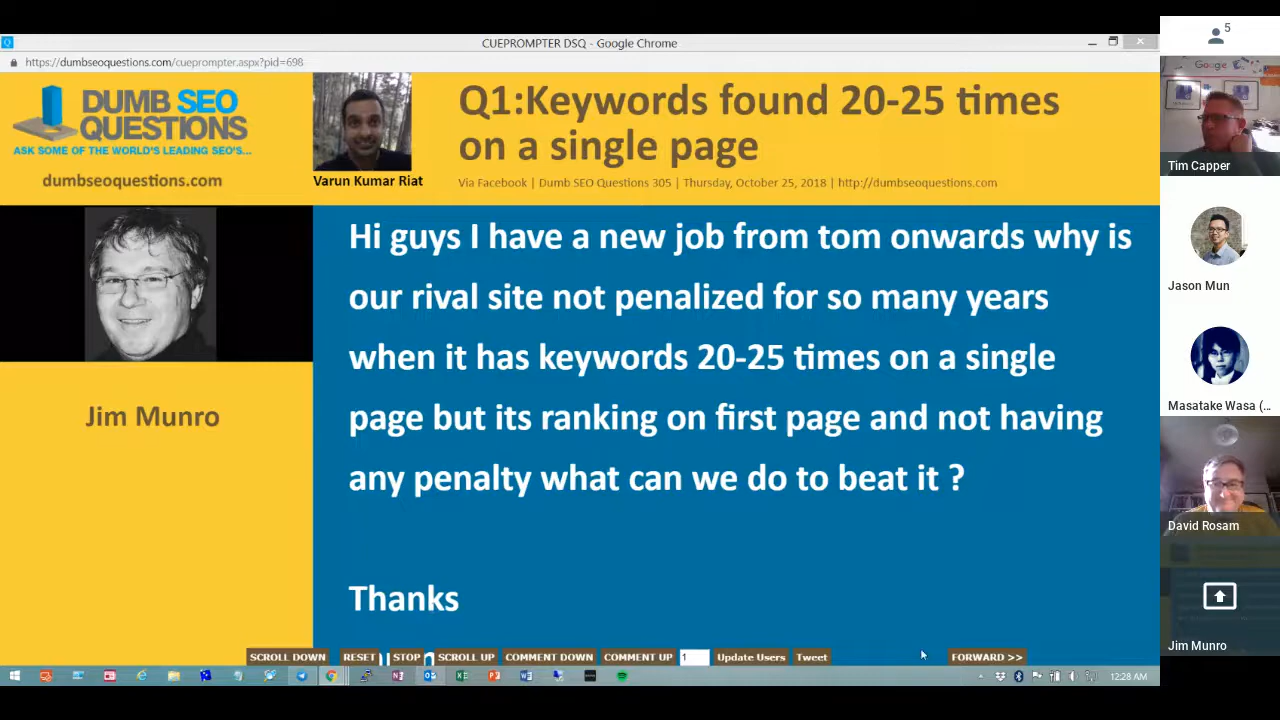 CUEPROMPTER DSQ - Google Chrome
https://dumbseoquestions.com/cueprompter.aspx?pid=698
DUMB SEO
QUESTIONS
ASK SOME OF THE WORLD'S LEADING SEO'S...
dumbseoquestions.com
Varun Kumar Riat
Q1:Keywords found 20-25 times
on a single page
Via Facebook | Dumb SEO Questions 305 | Thursday, October 25, 2018 | http://dumbseoquestions.com
Jim Munro
Hi guys I have a new job from tom onwards why is
our rival site not penalized for so many years
when it has keywords 20-25 times on a single
page but its ranking on first page and not having
any penalty what can we do to beat it ?
Thanks
SCROLL DOWN RESET STOP SCROLL UP COMMENT DOWN COMMENT UP 1 Update Users Tweet FORWARD >>
12:28 AM
5
Google
Tim Capper
Jason Mun
Masatake Wasa (...
David Rosam
Jim Munro